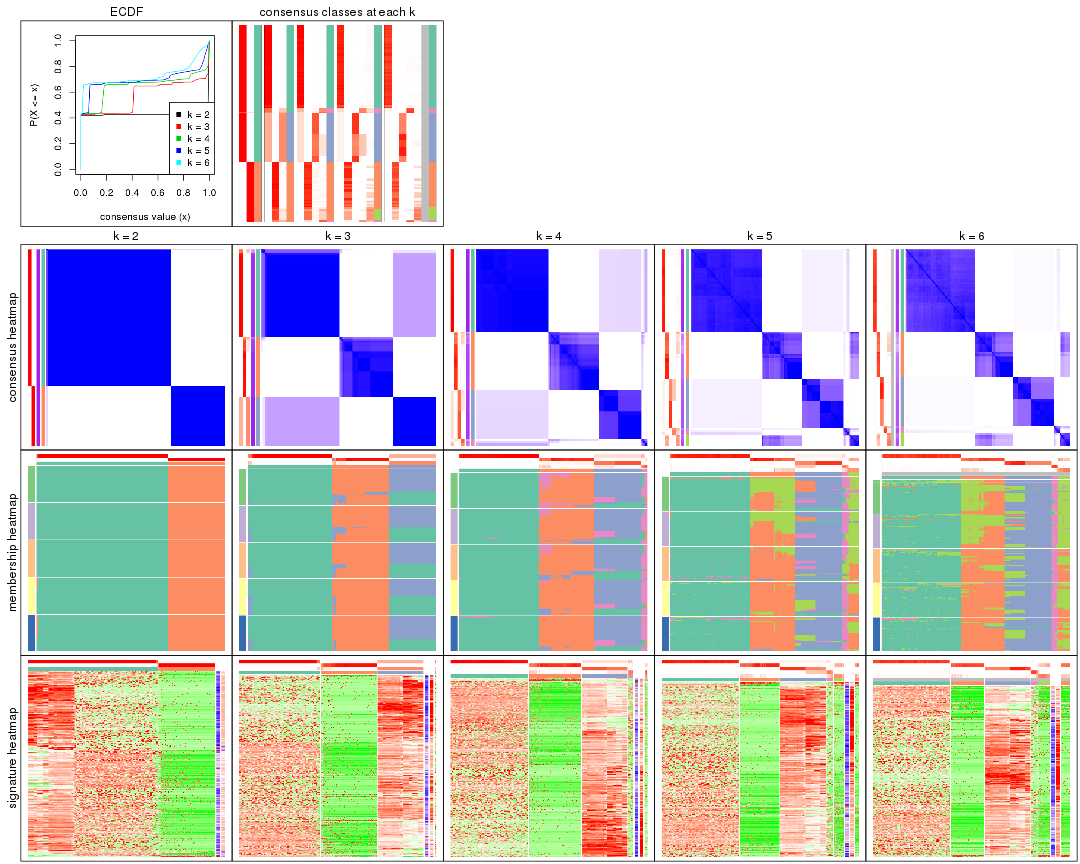 ECDF
consensus classes at each k
P(X <= x)
0.0
0.2
0.4
0.6
0.8
1.0
k = 2
k = 3
k = 4
k = 5
k = 6
0.0
0.2
0.4
0.6
0.8
1.0
consensus value (x)
k = 2
k = 3
k = 4
k = 5
k = 6
consensus heatmap
membership heatmap
signature heatmap